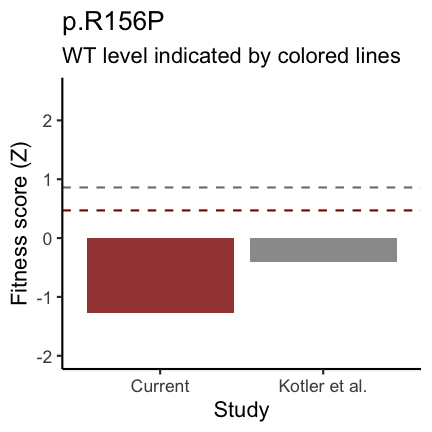 p.R156P
WT level indicated by colored lines
Fitness score (Z)
2
1
0
-1
-2
Current
Kotler et al.
Study